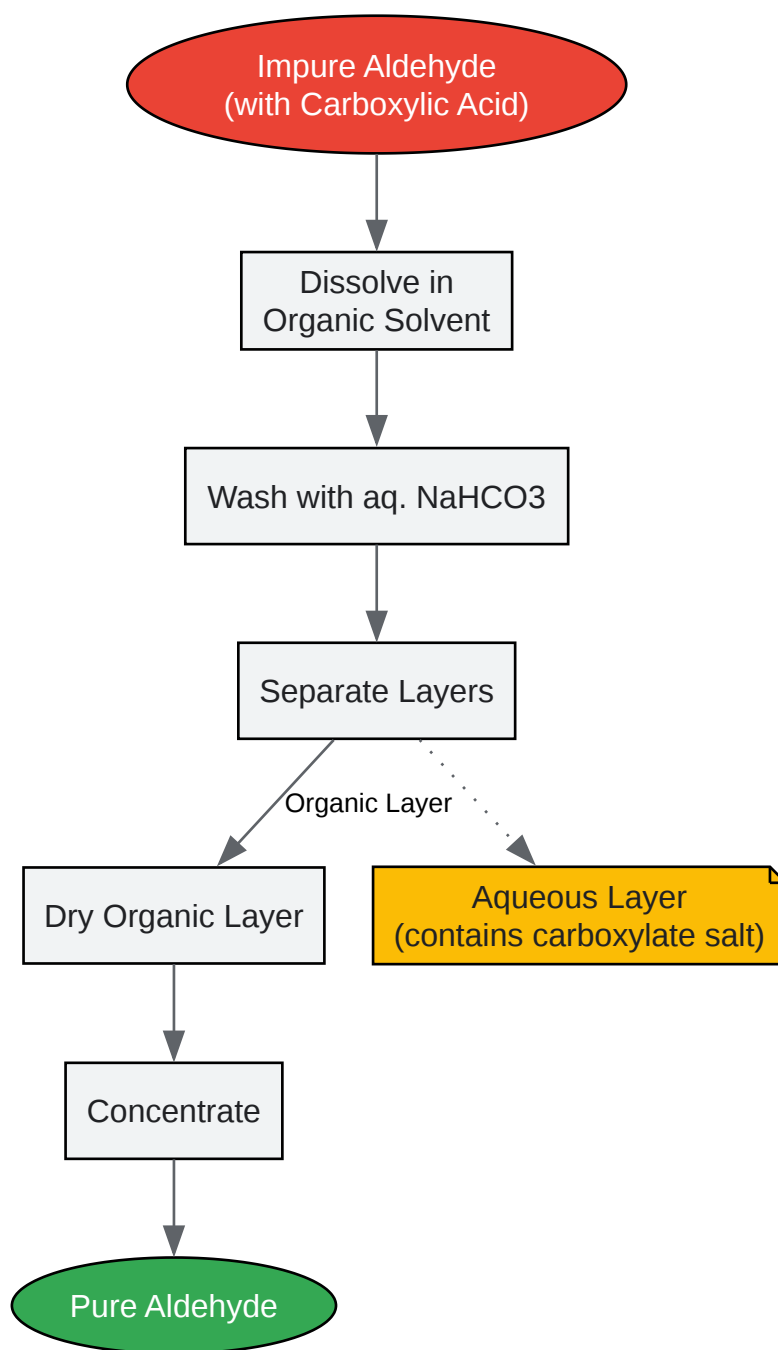 Impure Aldehyde
(with Carboxylic Acid)
Dissolve in
Organic Solvent
Wash with aq. NaHCO3
Separate Layers
Organic Layer
Dry Organic Layer
Aqueous Layer
(contains carboxylate salt)
Concentrate
Pure Aldehyde